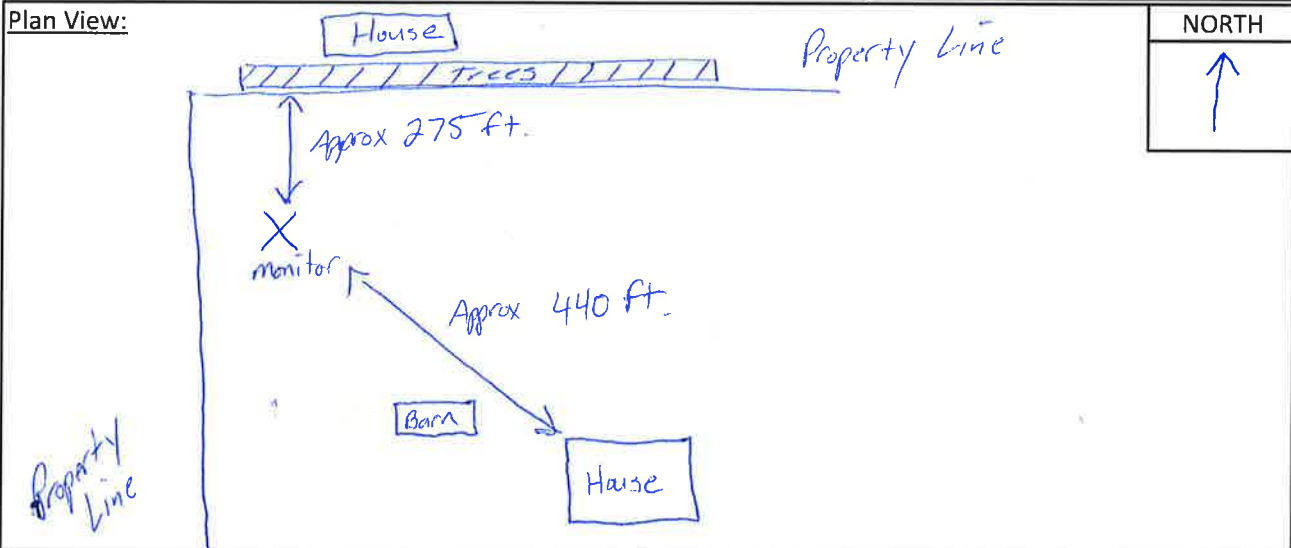 Plan View:
NORTH
House
Property Line
Trees
Approx 275 ft.
monitor
Approx 440 ft.
Barn
House
Property
Line